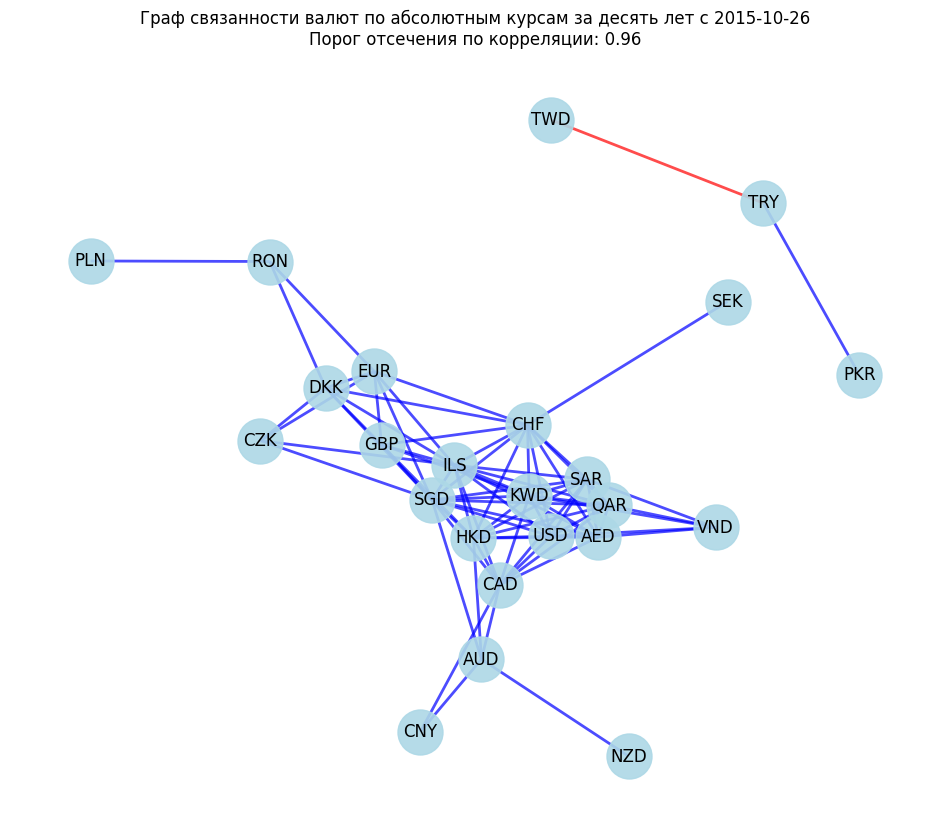 Граф связанности валют по абсолютным курсам за десять лет с 2015-10-26
Порог отсечения по корреляции: 0.96
TWD
TRY
PLN
RON
SEK
EUR
PKR
DKK
CHF
CZK
GBP
ILS
SAR
SGD
KWD
QAR
VND
HKD
USD
AED
CAD
AUD
CNY
NZD